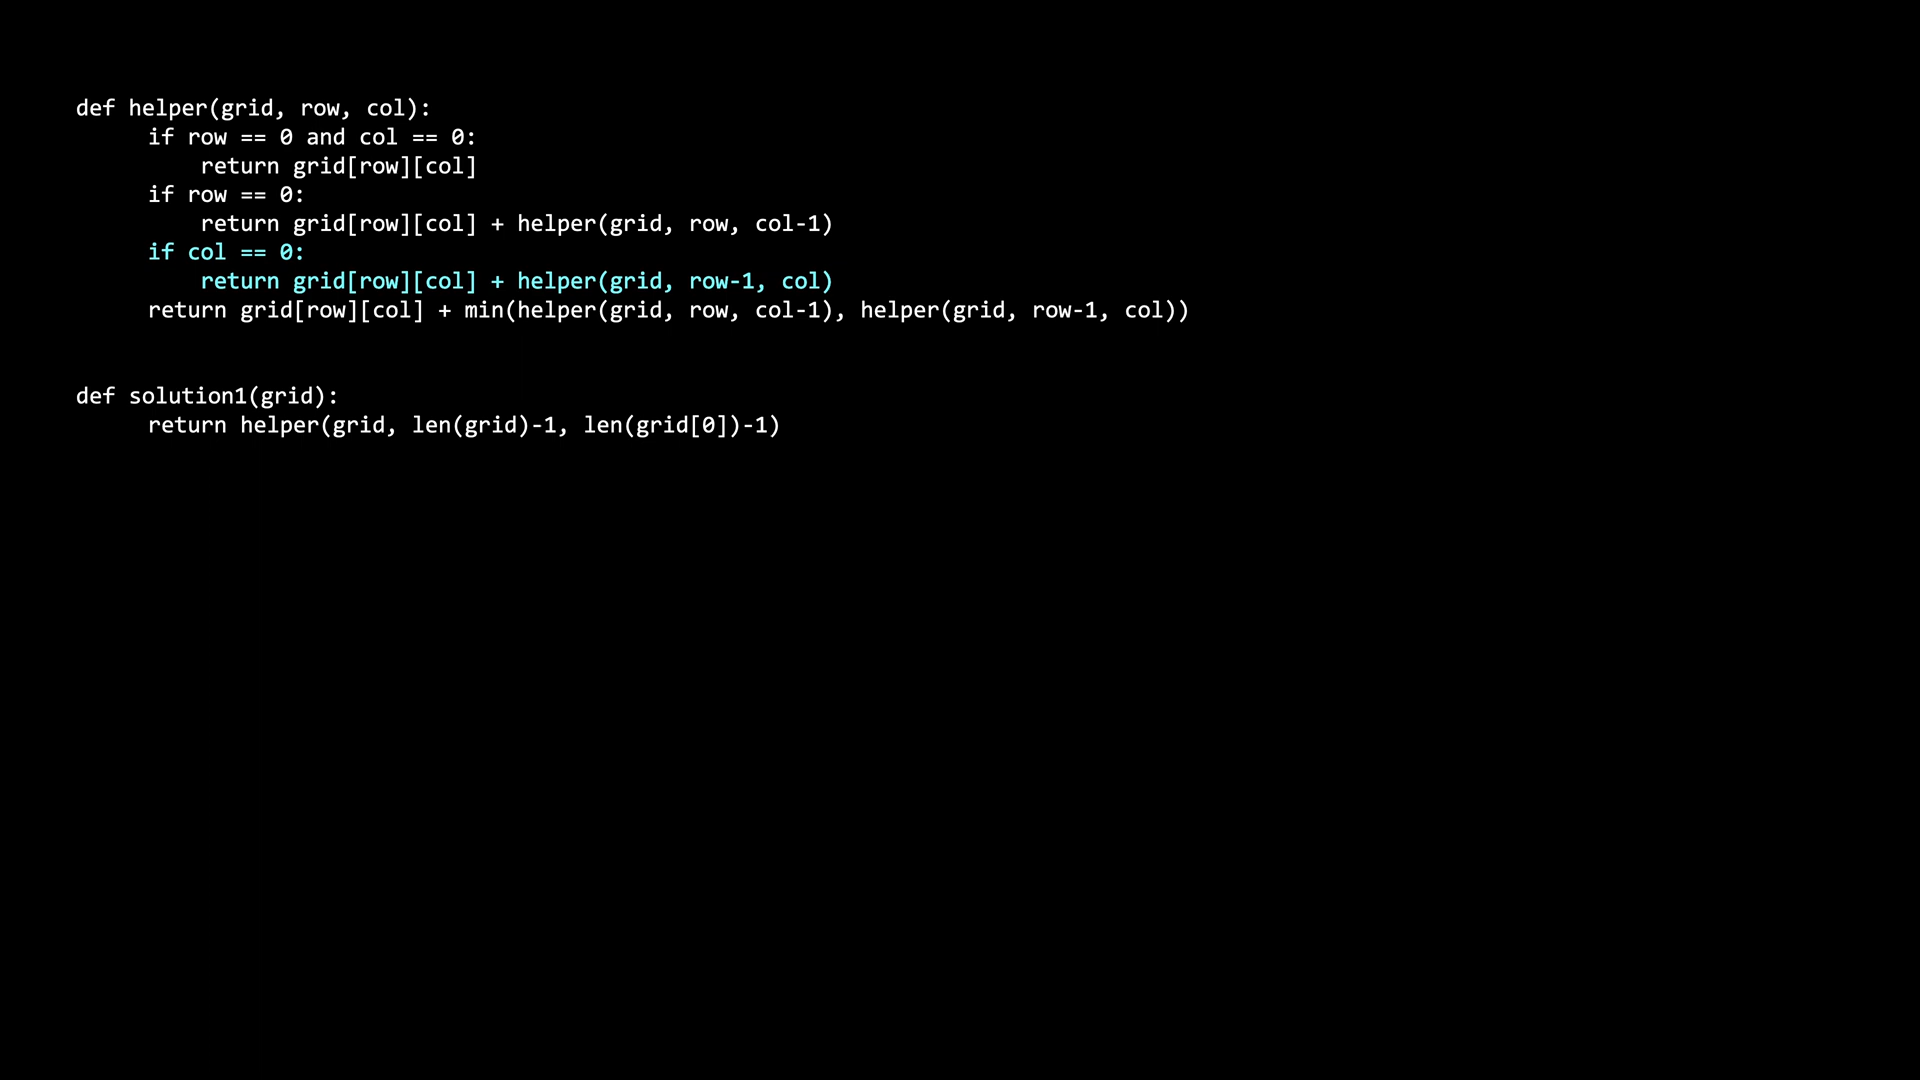 def helper(grid, row, col):
if row == 0 and col == 0:
return grid[row][col]
if row == 0:
return grid[row][col] + helper(grid, row, col-1)
if col == 0:
return grid[row][col] + helper(grid, row-1, col)
return grid[row][col] + min(helper(grid, row, col-1), helper(grid, row-1, col))
def solution1(grid):
return helper(grid, len(grid)-1, len(grid[0])-1)